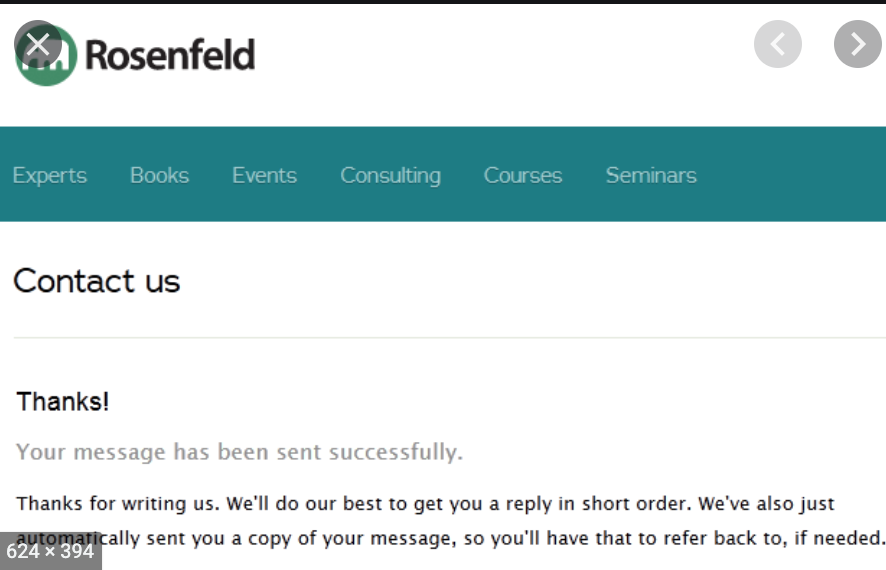 Rosenfeld
Experts Books Events Consulting Courses Seminars
Contact us
Thanks!
Your message has been sent successfully.
Thanks for writing us. We'll do our best to get you a reply in short order. We've also just
automatically sent you a copy of your message, so you'll have that to refer back to, if needed.
624 × 394